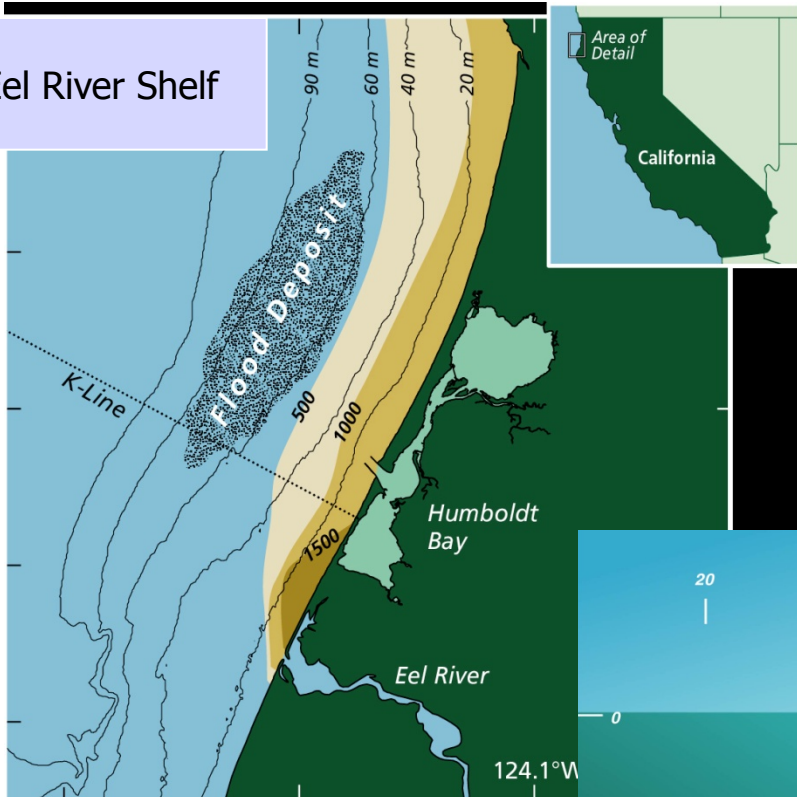 Eel River Shelf
90 m
60 m
40 m
20 m
Area of
Detail
California
Flood Deposit
K-Line
500
1000
1500
Humboldt
Bay
Eel River
20
0
124.1°W